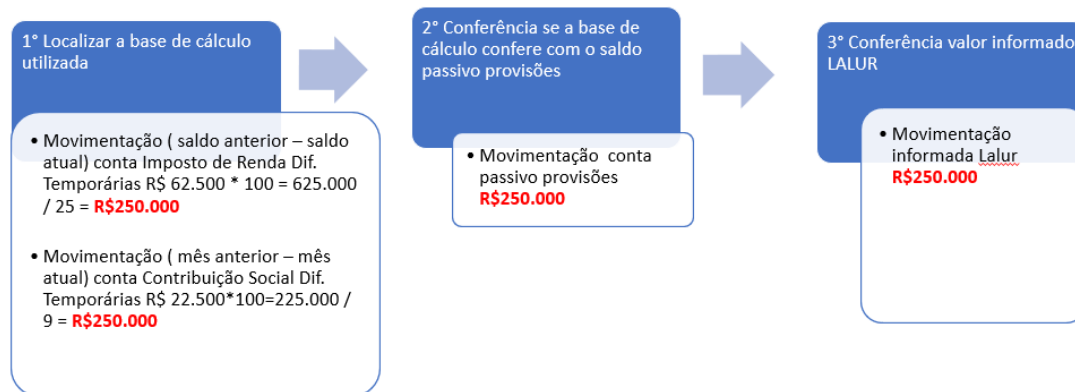 1° Localizar a base de cálculo
utilizada
• Movimentação ( saldo anterior – saldo
atual) conta Imposto de Renda Dif.
Temporárias R$ 62.500 * 100 = 625.000
/ 25 = R$250.000
• Movimentação ( mês anterior – mês
atual) conta Contribuição Social Dif.
Temporárias R$ 22.500*100=225.000 /
9 = R$250.000
2° Conferência se a base de
cálculo confere com o saldo
passivo provisões
• Movimentação conta
passivo provisões
R$250.000
3° Conferência valor informado
LALUR
• Movimentação
informada Lalur
R$250.000